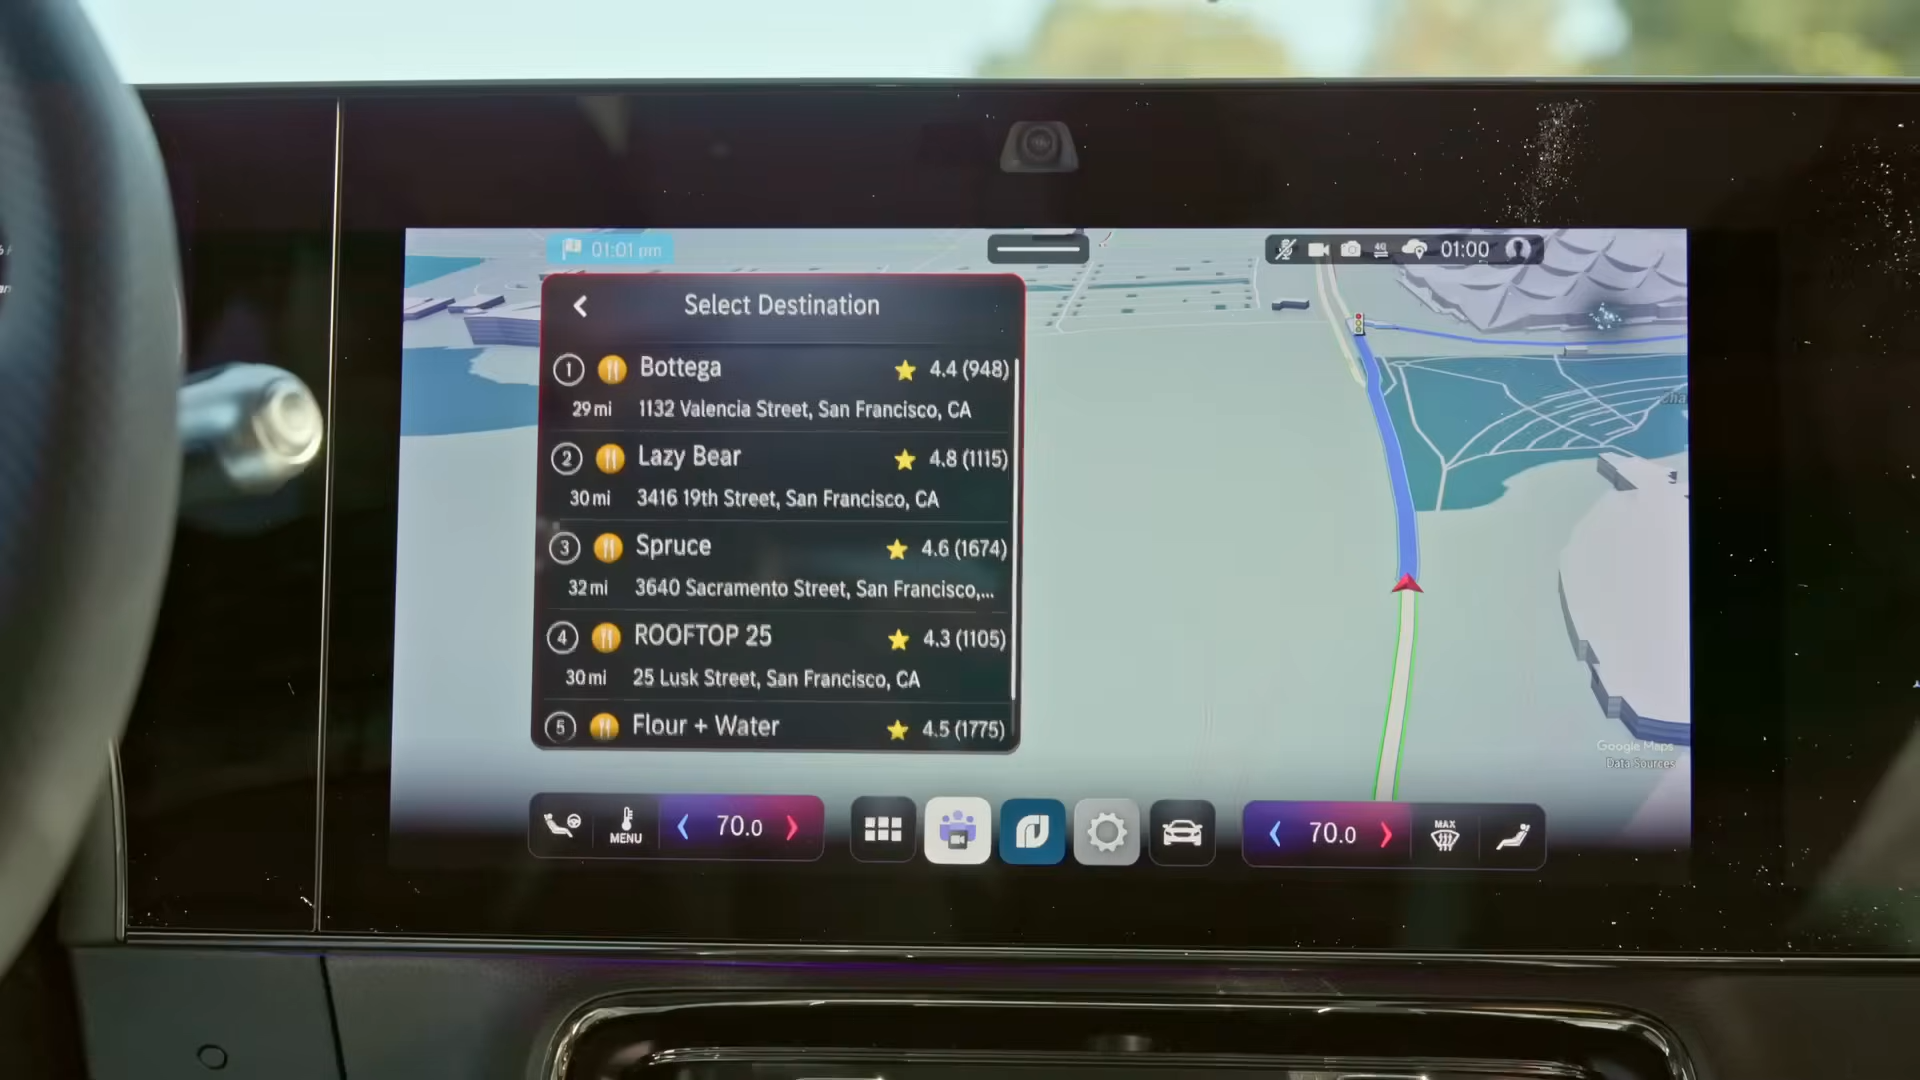 01:01 pm
4G
01:00
Select Destination
1 Bottega 4.4 (948)
29 mi 1132 Valencia Street, San Francisco, CA
2 Lazy Bear 4.8 (1115)
30 mi 3416 19th Street, San Francisco, CA
3 Spruce 4.6 (1674)
32 mi 3640 Sacramento Street, San Francisco,...
4 ROOFTOP 25 4.3 (1105)
30 mi 25 Lusk Street, San Francisco, CA
5 Flour + Water 4.5 (1775)
Google Maps
Data Sources
MENU
70.0
70.0
MAX